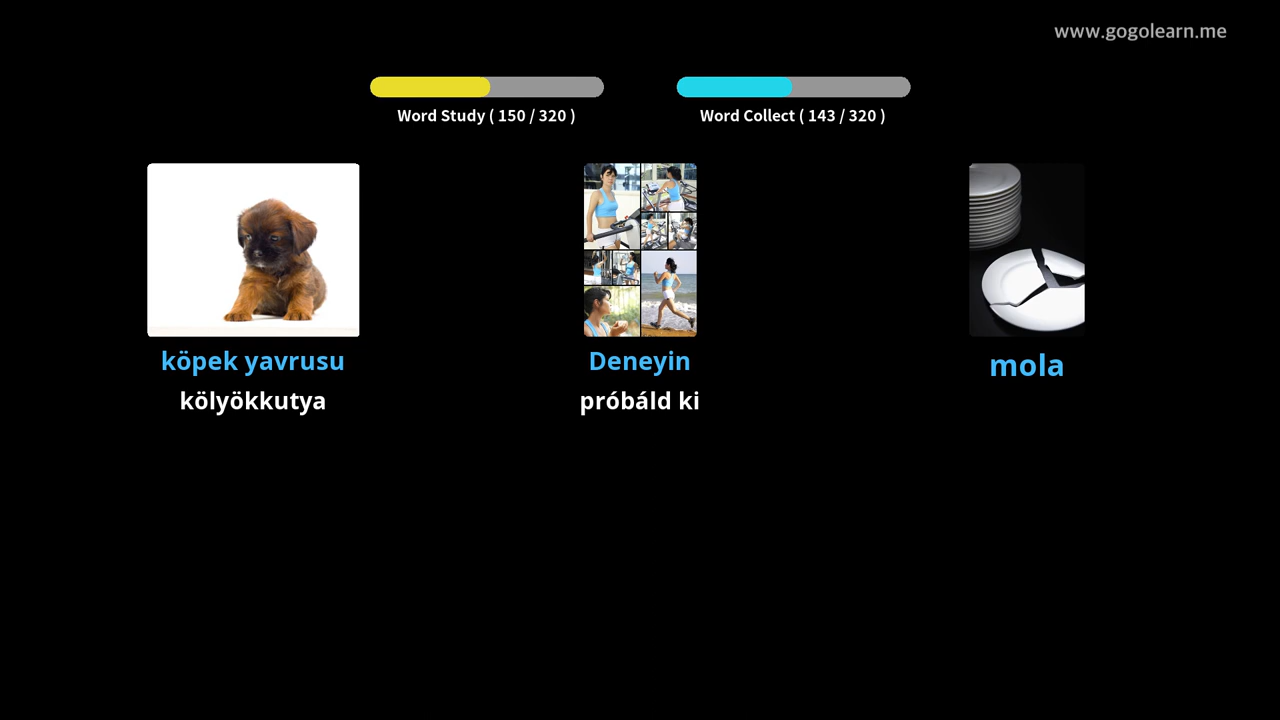 www.gogolearn.me
Word Study ( 150 / 320 )
Word Collect ( 143 / 320 )
köpek yavrusu
kölyökkutya
Deneyin
próbáld ki
mola